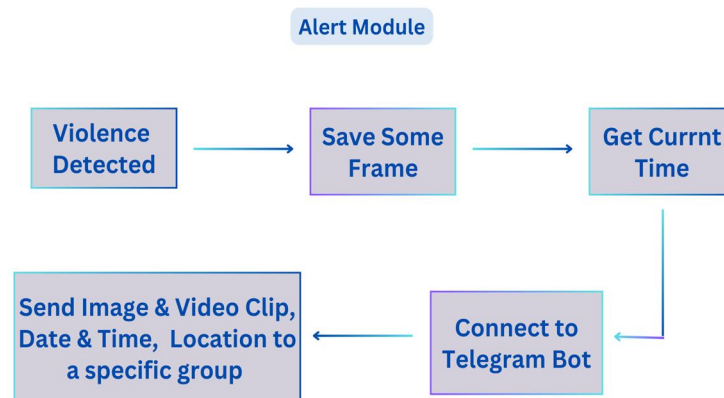 Alert Module
Violence
Detected
Save Some
Frame
Get Currnt
Time
Connect to
Telegram Bot
Send Image & Video Clip,
Date & Time, Location to
a specific group